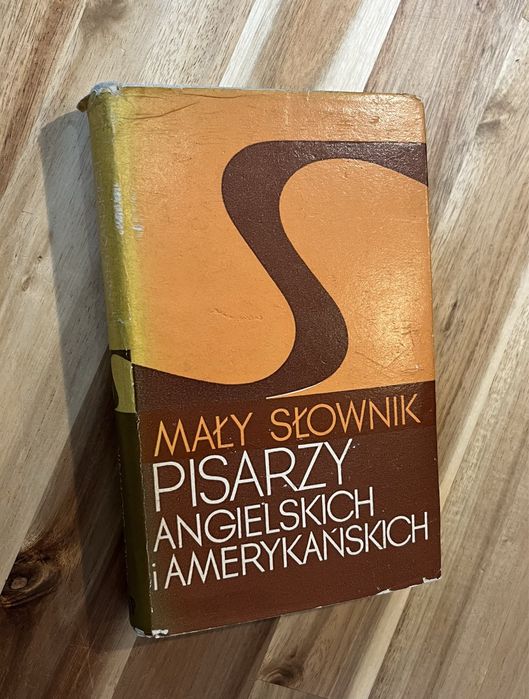 MAŁY SŁOWNIK
PISARZY
ANGIELSKICH
i AMERYKAŃSKICH